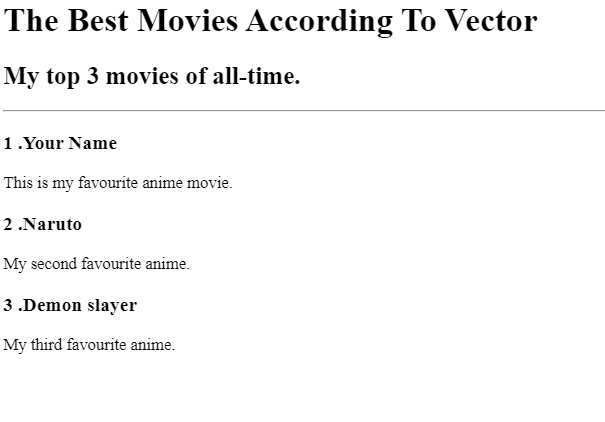 The Best Movies According To Vector
My top 3 movies of all-time.
1 .Your Name
This is my favourite anime movie.
2 .Naruto
My second favourite anime.
3 .Demon slayer
My third favourite anime.